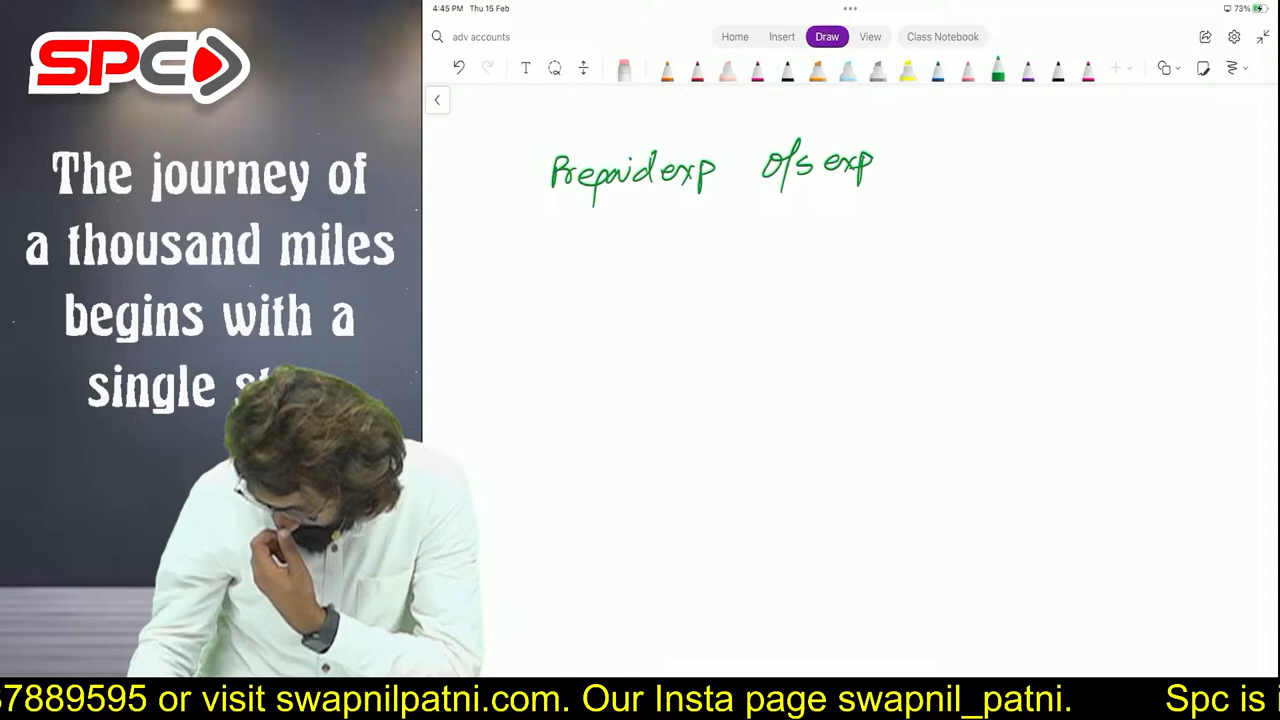 4:45 PM Thu 15 Feb
73%
adv accounts
Home Insert Draw View Class Notebook
SPC
The journey of
a thousand miles
begins with a
single
Prepaid exp O/s exp
37889595 or visit swapnilpatni.com. Our Insta page swapnil_patni. Spc is